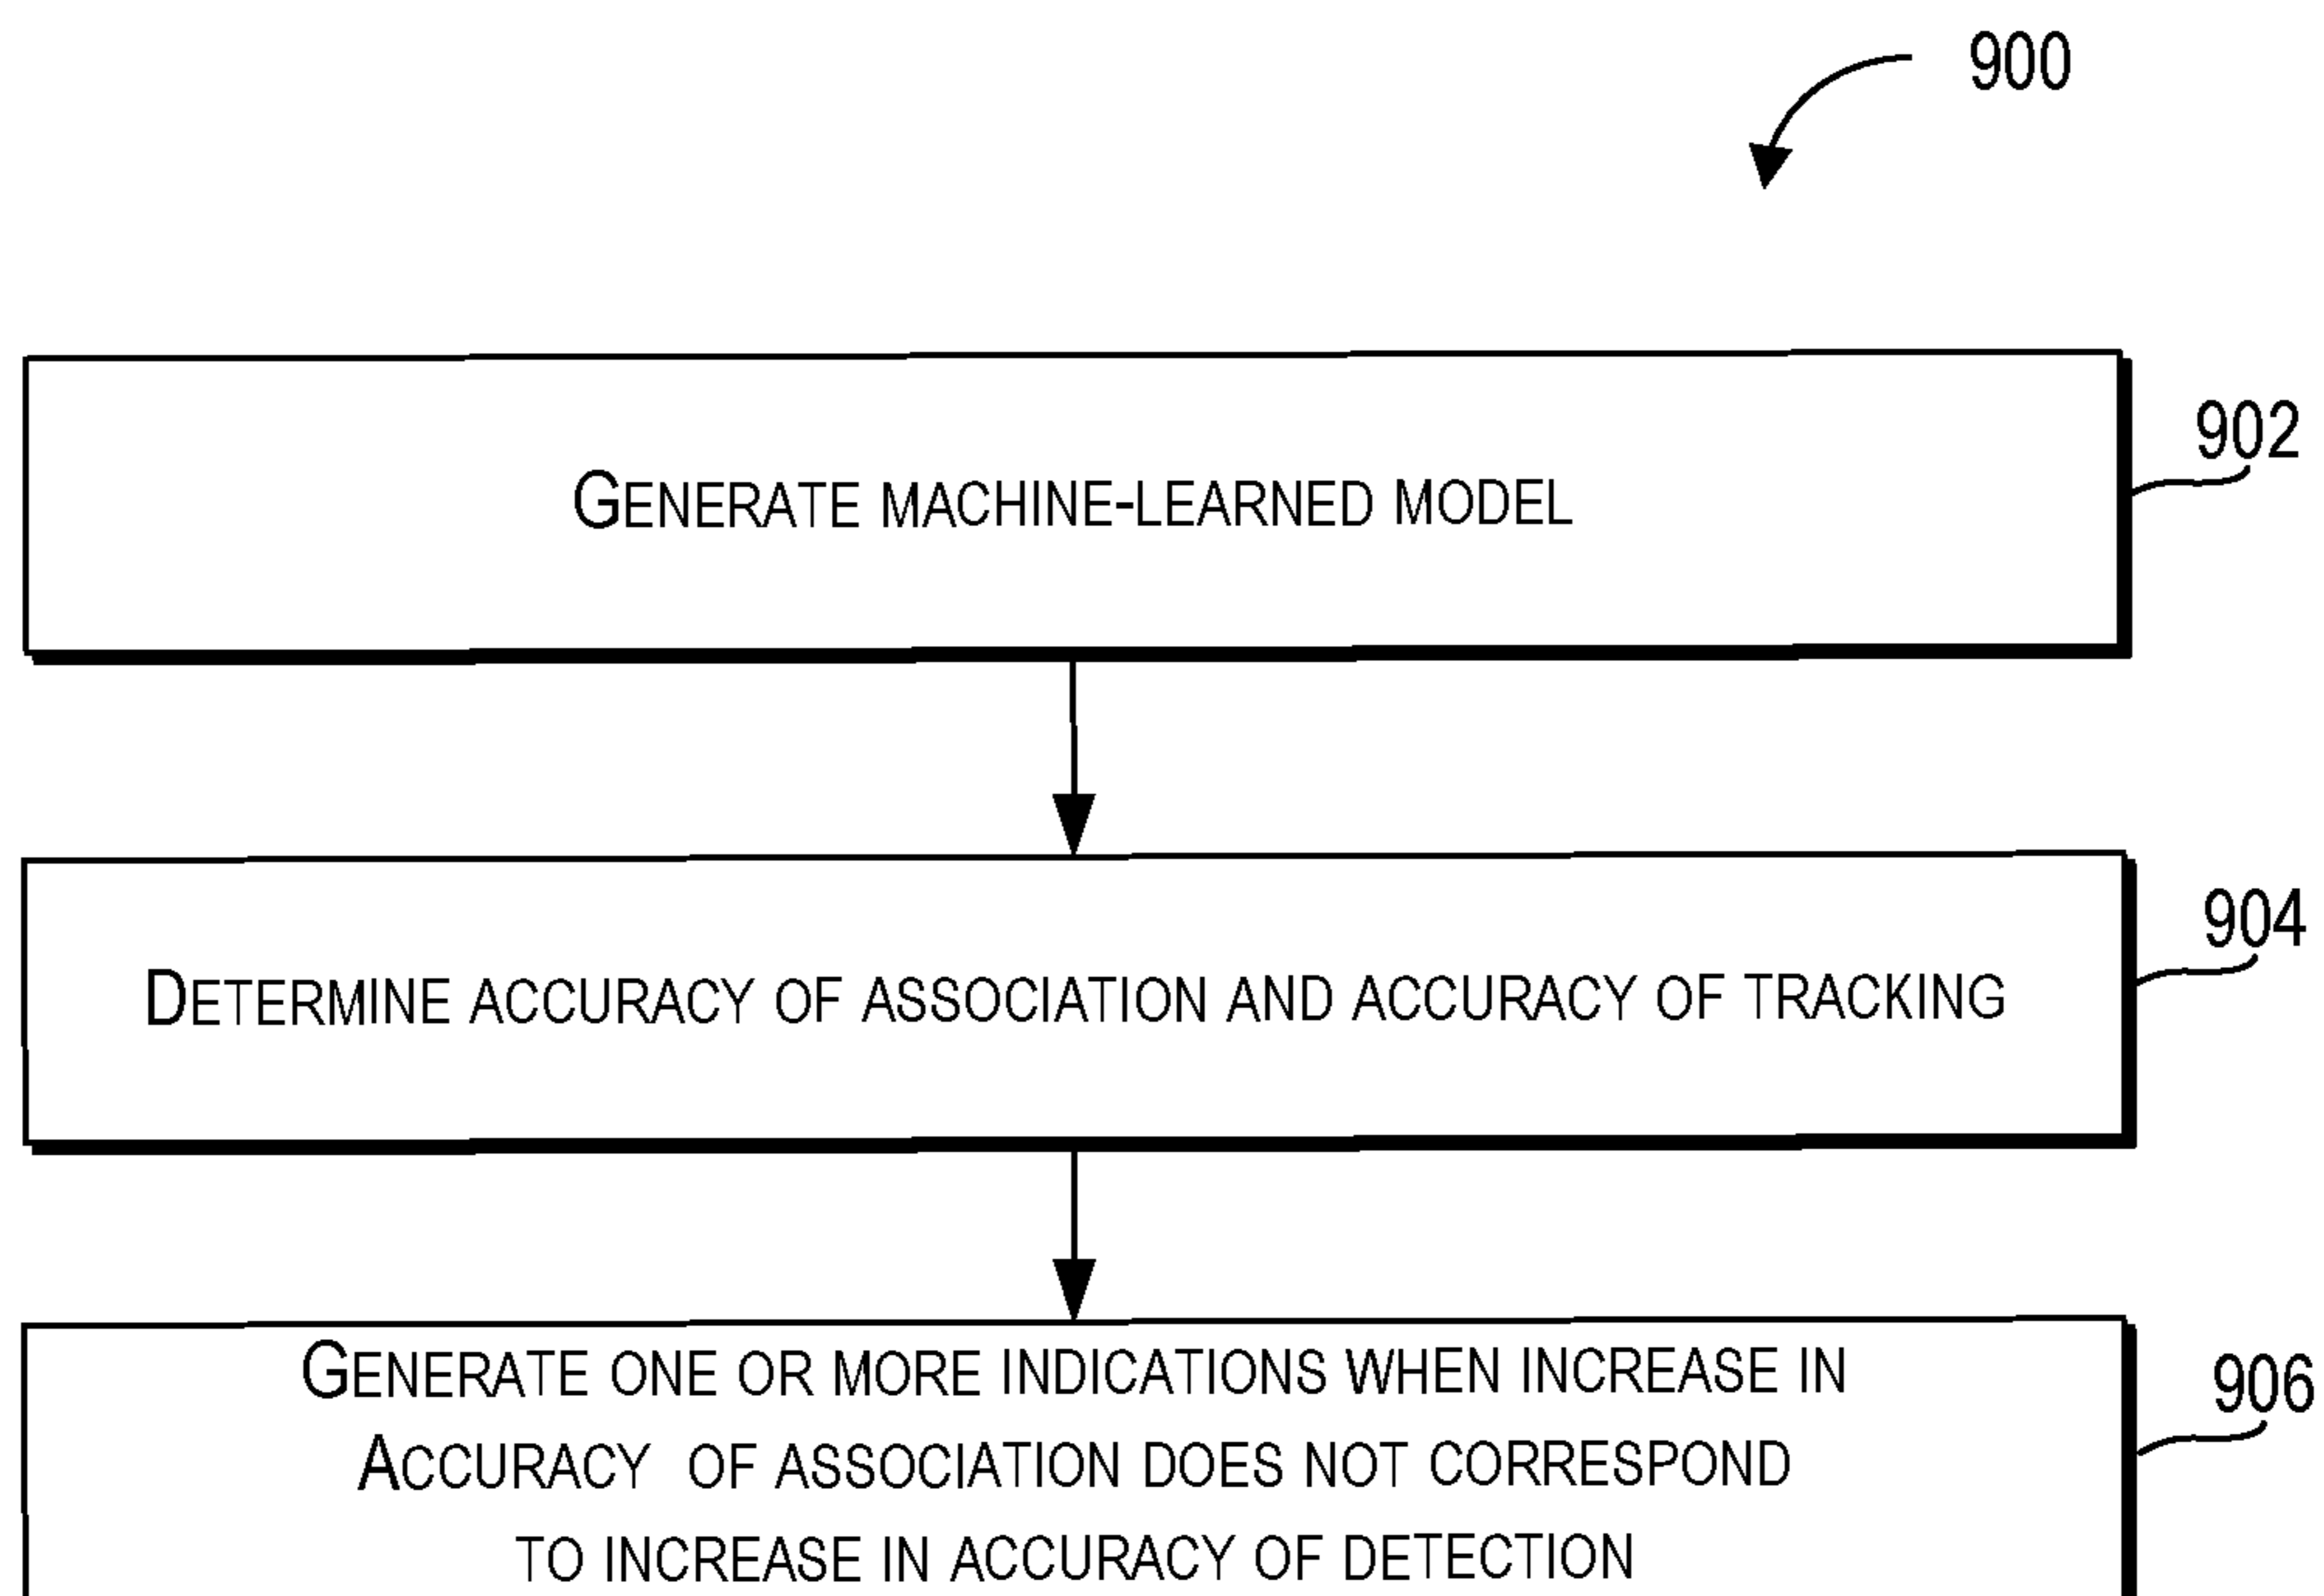 900
GENERATE MACHINE-LEARNED MODEL
902
DETERMINE ACCURACY OF ASSOCIATION AND ACCURACY OF TRACKING
904
GENERATE ONE OR MORE INDICATIONS WHEN INCREASE IN
ACCURACY OF ASSOCIATION DOES NOT CORRESPOND
TO INCREASE IN ACCURACY OF DETECTION
906